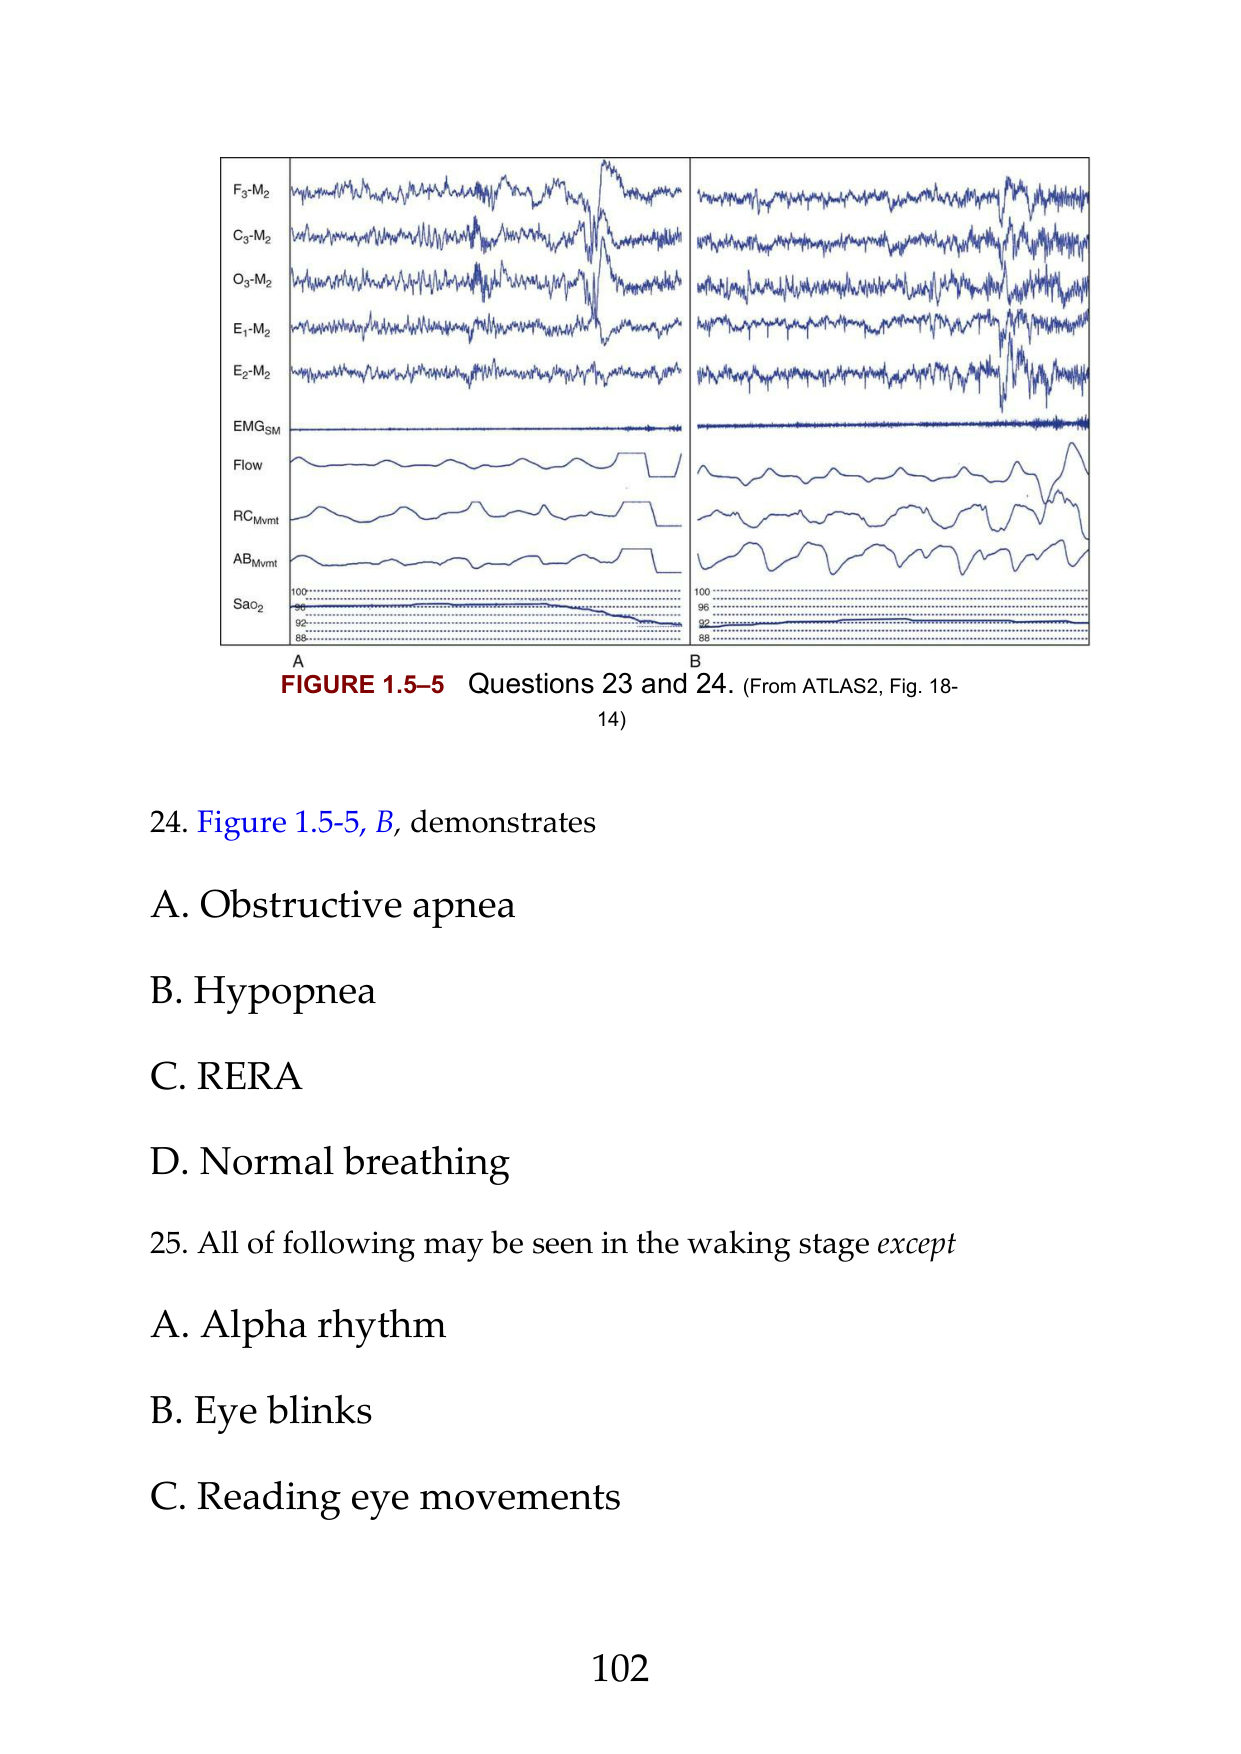 F3-M2
C3-M2
O3-M2
E1-M2
E2-M2
EMGSM
Flow
RCMvmt
ABMvmt
Sao2
100
96
92
88
100
96
92
88
A
B
FIGURE 1.5–5 Questions 23 and 24. (From ATLAS2, Fig. 18-
14)
24. Figure 1.5-5, B, demonstrates
A. Obstructive apnea
B. Hypopnea
C. RERA
D. Normal breathing
25. All of following may be seen in the waking stage except
A. Alpha rhythm
B. Eye blinks
C. Reading eye movements
102